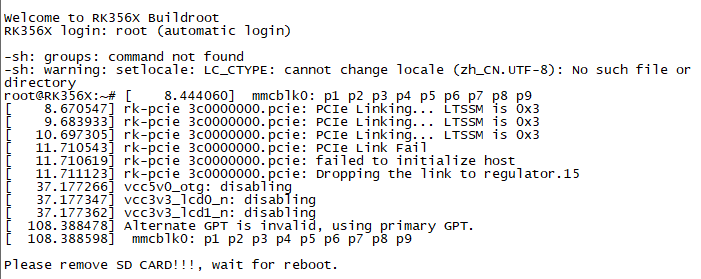 Welcome to RK356X Buildroot
RK356X login: root (automatic login)
-sh: groups: command not found
-sh: warning: setlocale: LC_CTYPE: cannot change locale (zh_CN.UTF-8): No such file or
directory
root@RK356X:~# [    8.444060]  mmcblk0: p1 p2 p3 p4 p5 p6 p7 p8 p9
[    8.670547] rk-pcie 3c0000000.pcie: PCIe Linking... LTSSM is 0x3
[    9.683933] rk-pcie 3c0000000.pcie: PCIe Linking... LTSSM is 0x3
[   10.697305] rk-pcie 3c0000000.pcie: PCIe Linking... LTSSM is 0x3
[   11.710543] rk-pcie 3c0000000.pcie: PCIe Link Fail
[   11.710619] rk-pcie 3c0000000.pcie: failed to initialize host
[   11.711123] rk-pcie 3c0000000.pcie: Dropping the link to regulator.15
[   37.177266] vcc5v0_otg: disabling
[   37.177347] vcc3v3_lcd0_n: disabling
[   37.177362] vcc3v3_lcd1_n: disabling
[  108.388478] Alternate GPT is invalid, using primary GPT.
[  108.388598]  mmcblk0: p1 p2 p3 p4 p5 p6 p7 p8 p9
Please remove SD CARD!!!, wait for reboot.